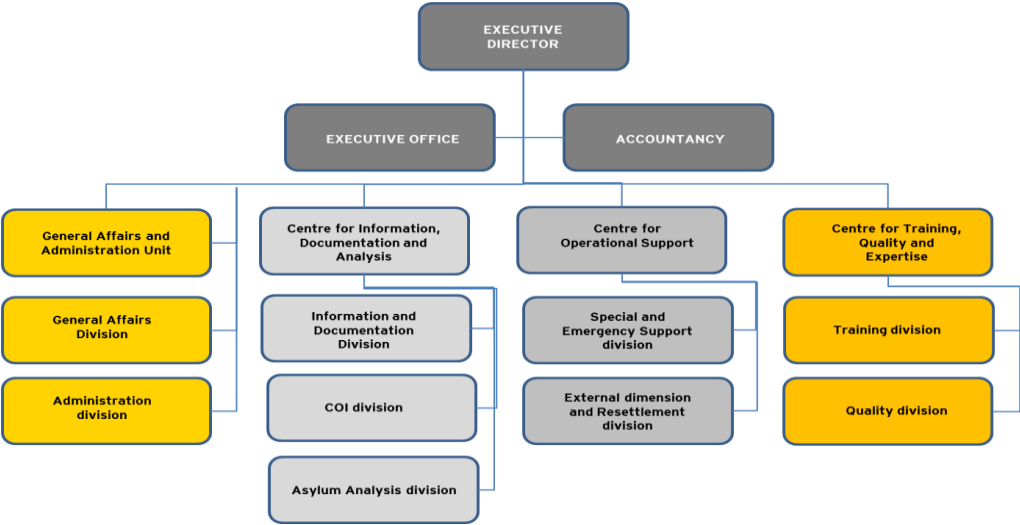 EXECUTIVE
DIRECTOR
EXECUTIVE OFFICE
ACCOUNTANCY
General Affairs and
Administration Unit
Centre for Information,
Documentation and
Analysis
Centre for
Operational Support
Centre for Training,
Quality and
Expertise
General Affairs
Division
Information and
Documentation
Division
Special and
Emergency Support
division
Training division
Administration
division
COI division
External dimension
and Resettlement
division
Quality division
Asylum Analysis division